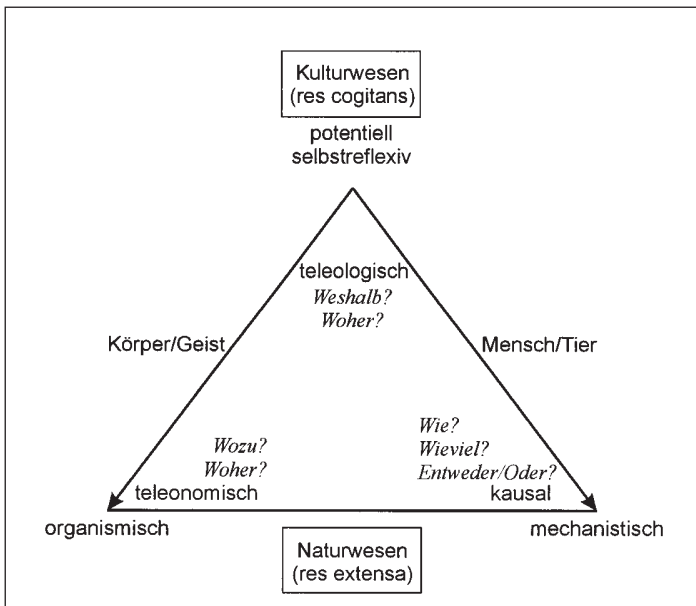 Kulturwesen
(res cogitans)
potentiell
selbstreflexiv
teleologisch
Weshalb?
Woher?
Körper/Geist
Mensch/Tier
Wozu?
Woher?
teleonomisch
Wie?
Wieviel?
Entweder/Oder?
kausal
organismisch
mechanistisch
Naturwesen
(res extensa)